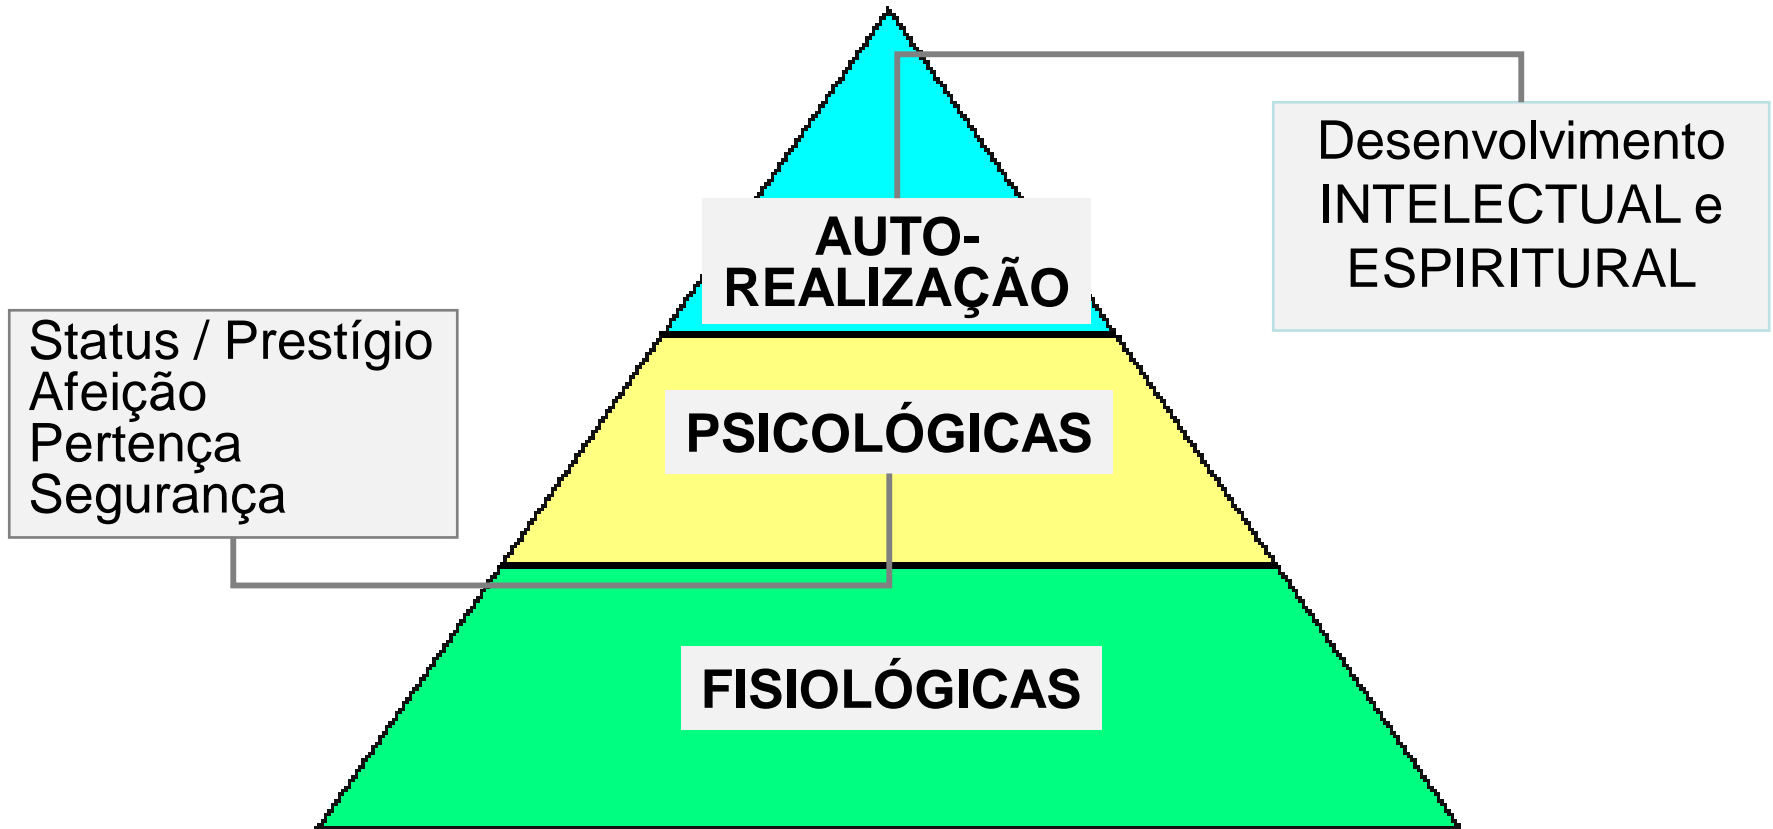 Desenvolvimento
INTELECTUAL e
ESPIRITURAL
AUTO-
REALIZAÇÃO
Status / Prestígio
Afeição
Pertença
Segurança
PSICOLÓGICAS
FISIOLÓGICAS